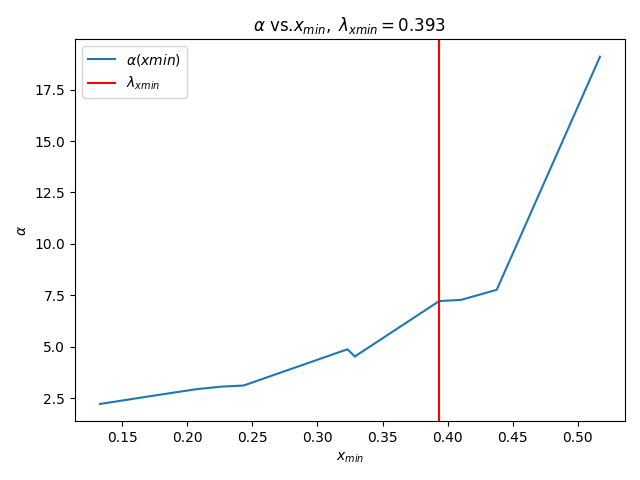 α vs.x_min, λ_xmin = 0.393
α(xmin)
λ_xmin
17.5
15.0
12.5
10.0
7.5
5.0
2.5
α
0.15 0.20 0.25 0.30 0.35 0.40 0.45 0.50
x_min